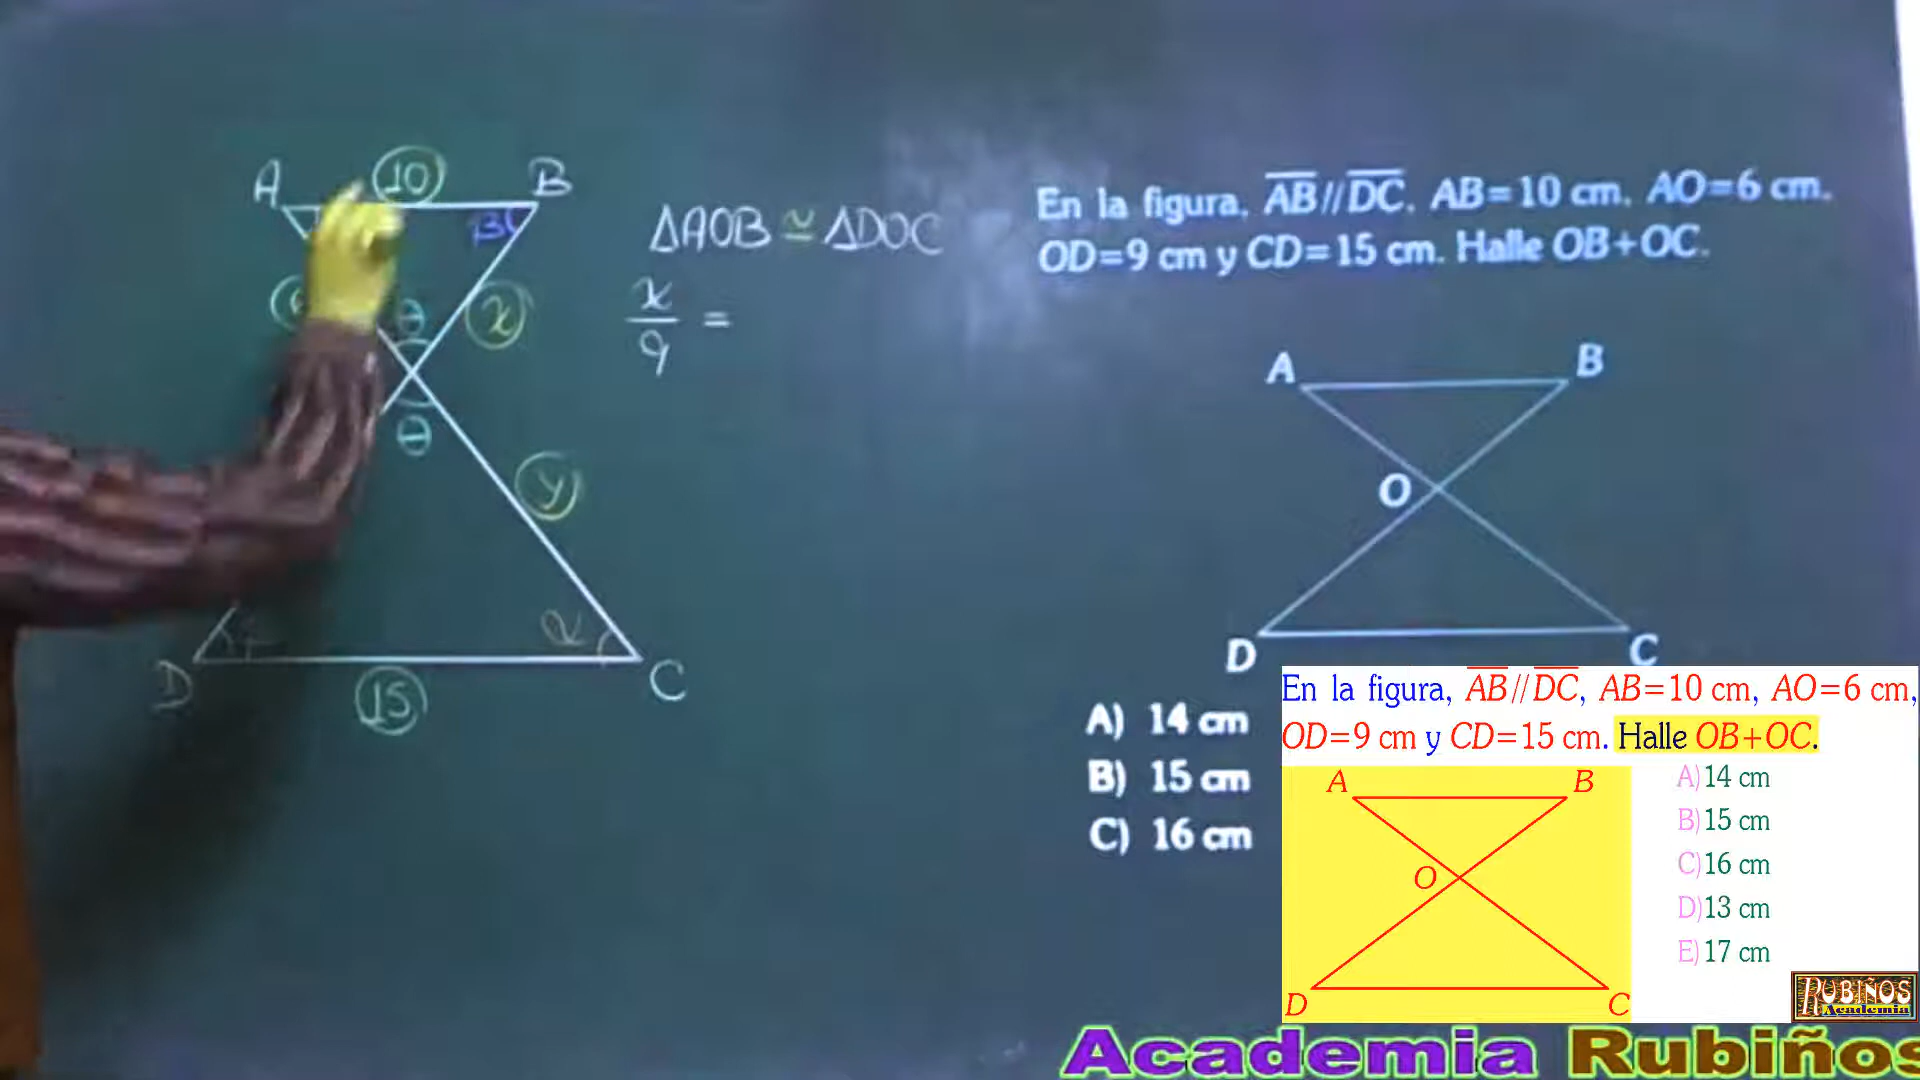 A 10 B
β
ΔAOB ≅ ΔDOC
x/9 =
θ
x
θ
y
α
D 15 C
En la figura, AB//DC, AB=10 cm, AO=6 cm,
OD=9 cm y CD=15 cm. Halle OB+OC.
A B
O
D C
A) 14 cm
B) 15 cm
C) 16 cm
En la figura, AB//DC, AB=10 cm, AO=6 cm,
OD=9 cm y CD=15 cm. Halle OB+OC.
A B
O
D C
A) 14 cm
B) 15 cm
C) 16 cm
D) 13 cm
E) 17 cm
RUBIÑOS
Academia
Academia Rubiños